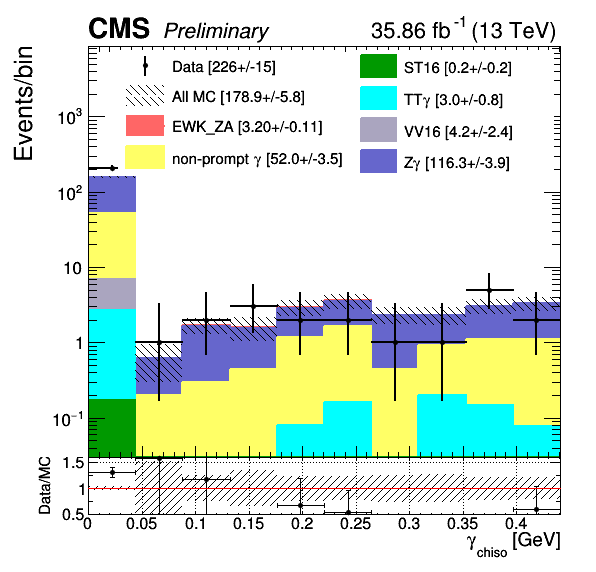 CMS Preliminary 35.86 fb⁻¹ (13 TeV)
Events/bin
Data [226+/-15]
All MC [178.9+/-5.8]
EWK_ZA [3.20+/-0.11]
non-prompt γ [52.0+/-3.5]
ST16 [0.2+/-0.2]
TTγ [3.0+/-0.8]
VV16 [4.2+/-2.4]
Zγ [116.3+/-3.9]
10³
10²
10
1
10⁻¹
Data/MC
1.5
1
0.5
0 0.05 0.1 0.15 0.2 0.25 0.3 0.35 0.4
γchiso [GeV]